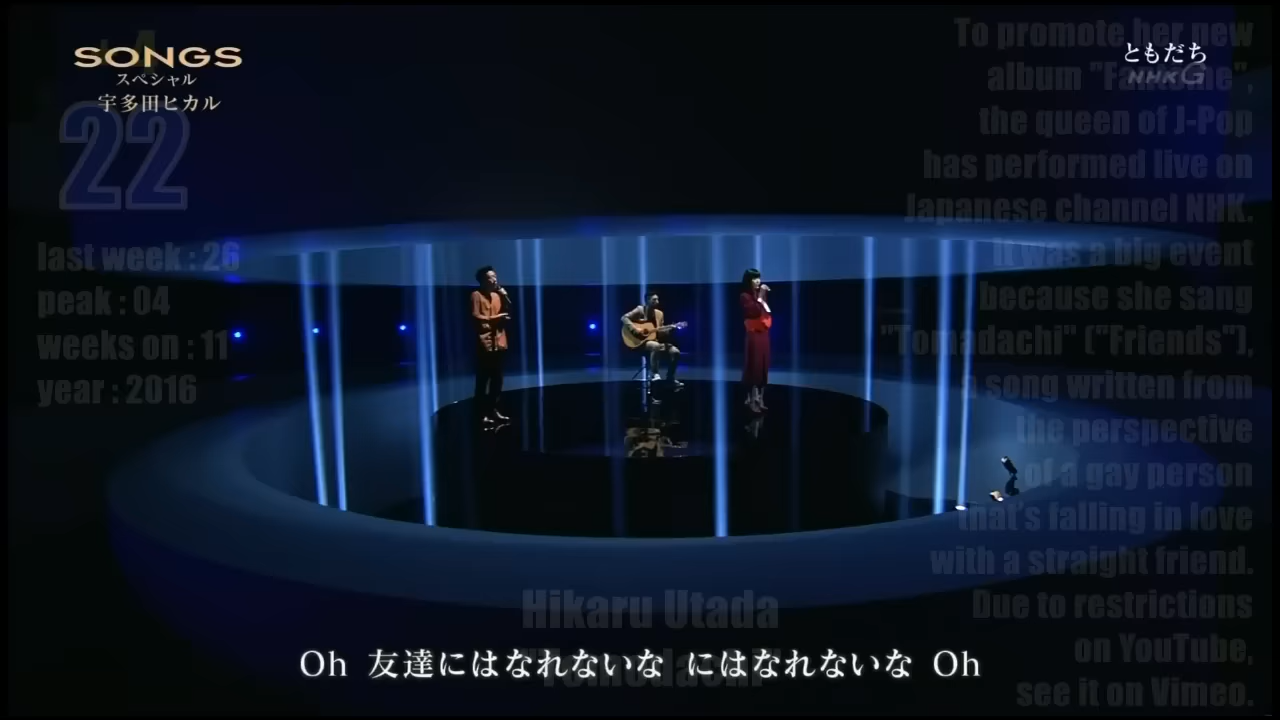 SONGS
スペシャル
宇多田ヒカル
22
last week : 26
peak : 04
weeks on : 11
year : 2016
ともだち
NHK G
To promote her new
album "Fantôme",
the queen of J-Pop
has performed live on
Japanese channel NHK.
It was a big event
because she sang
"Tomadachi" ("Friends"),
a song written from
the perspective
of a gay person
that's falling in love
with a straight friend.
Due to restrictions
on YouTube,
see it on Vimeo.
Hikaru Utada
"Tomodachi"
Oh 友達にはなれないな にはなれないな Oh